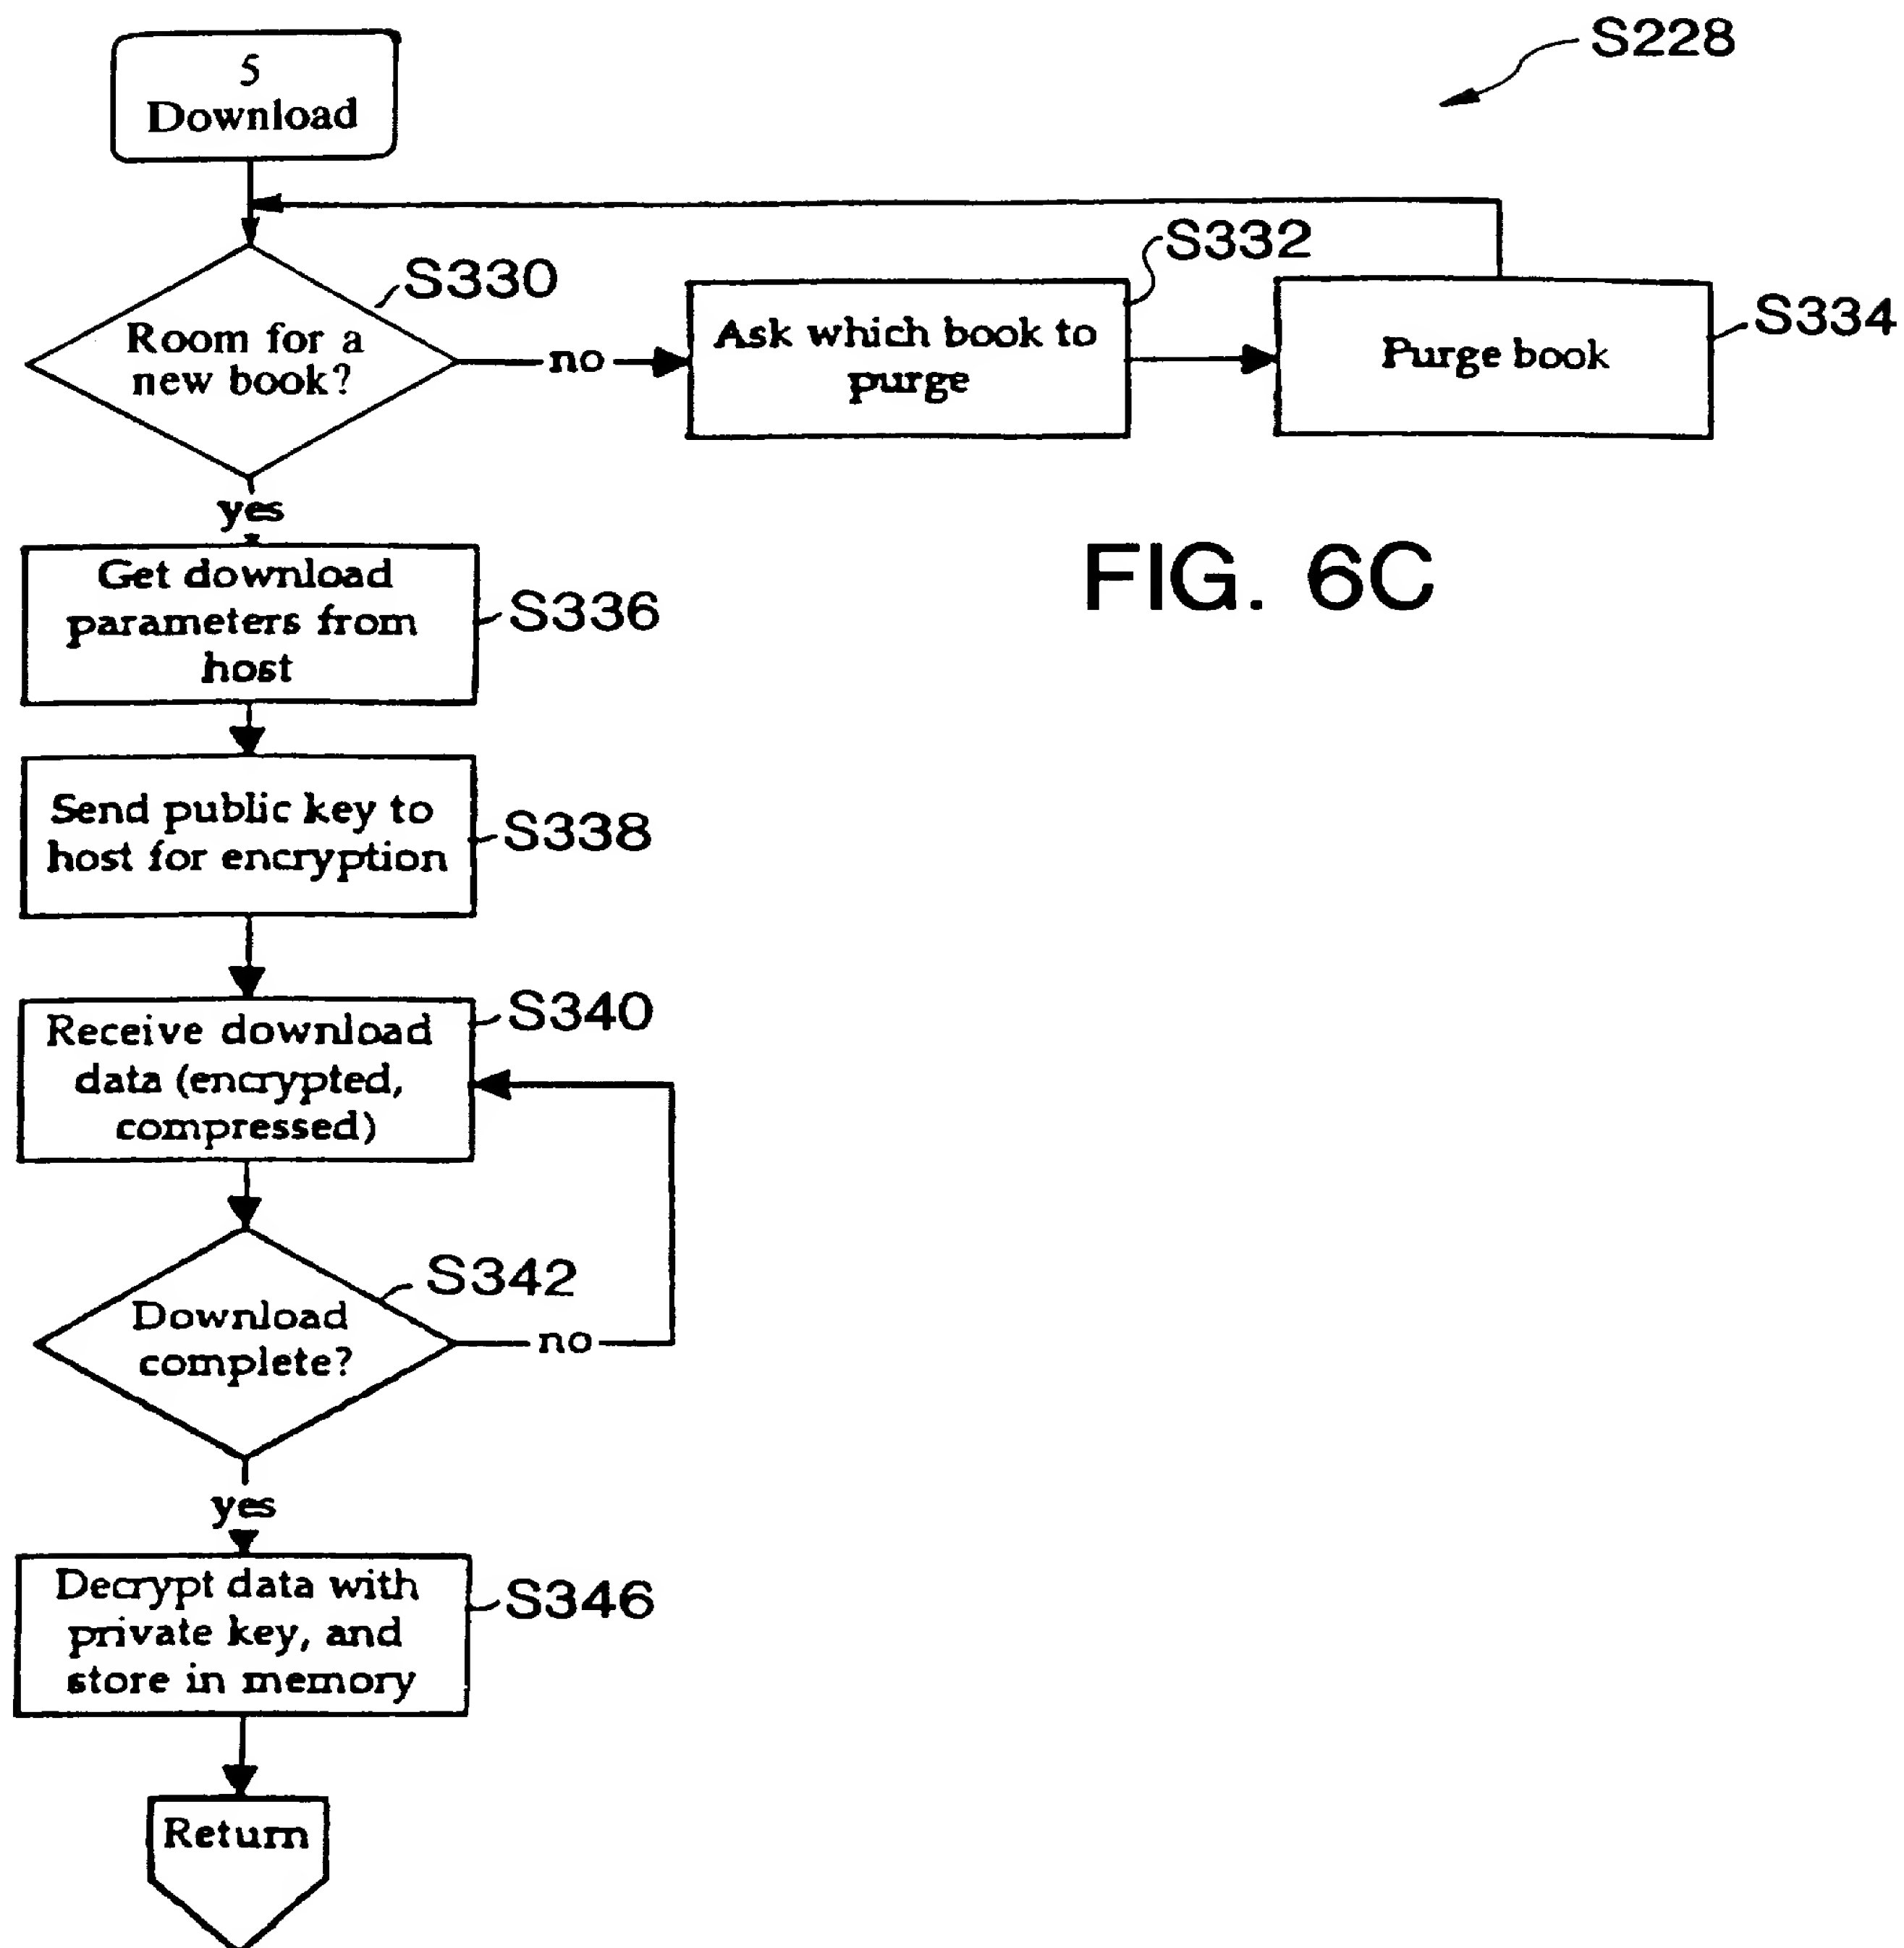 S228
5
Download
S330
Room for a
new book?
no
S332
Ask which book to
purge
S334
Purge book
yes
FIG. 6C
Get download
parameters from
host
S336
Send public key to
host for encryption
S338
Receive download
data (encrypted,
compressed)
S340
S342
Download
complete?
no
yes
Decrypt data with
private key, and
store in memory
S346
Return